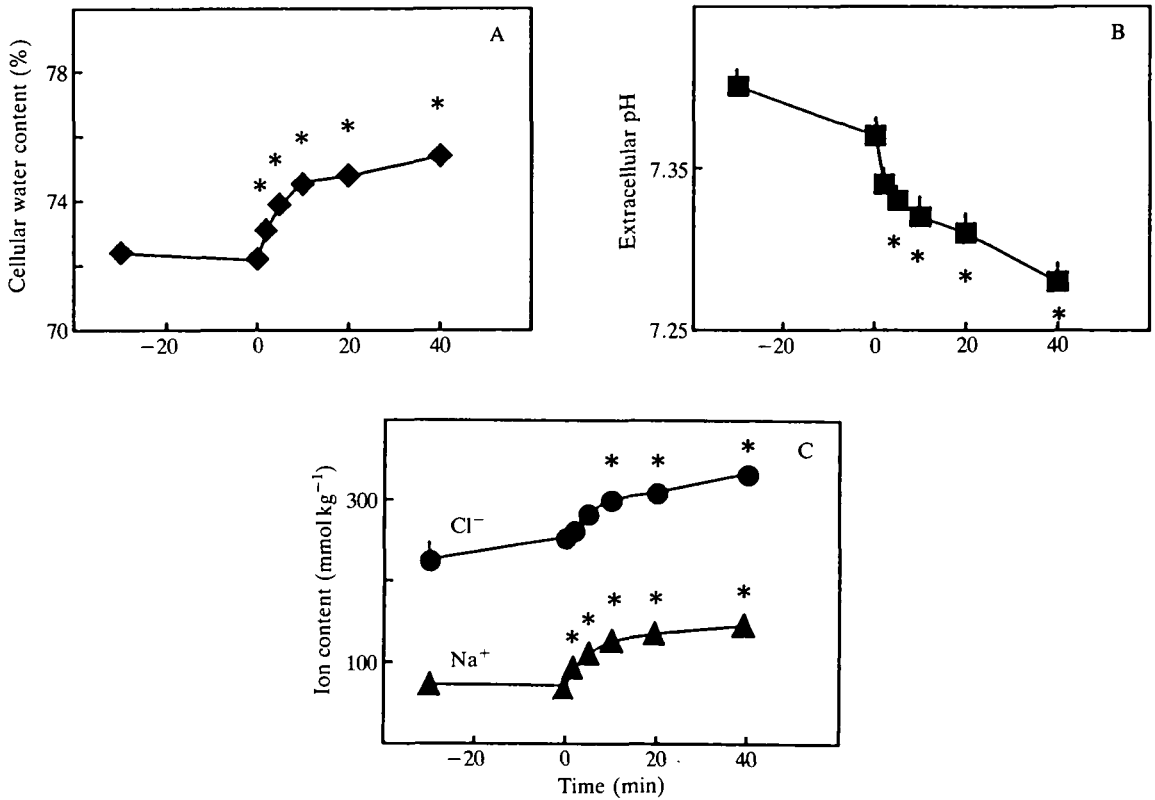 A
Cellular water content (%)
78
74
70
−20 0 20 40
* * * * *
B
Extracellular pH
7.35
7.25
−20 0 20 40
* * * *
C
Ion content (mmol kg⁻¹)
300
100
Cl⁻
* * *
Na⁺
* * * * *
−20 0 20 40
Time (min)